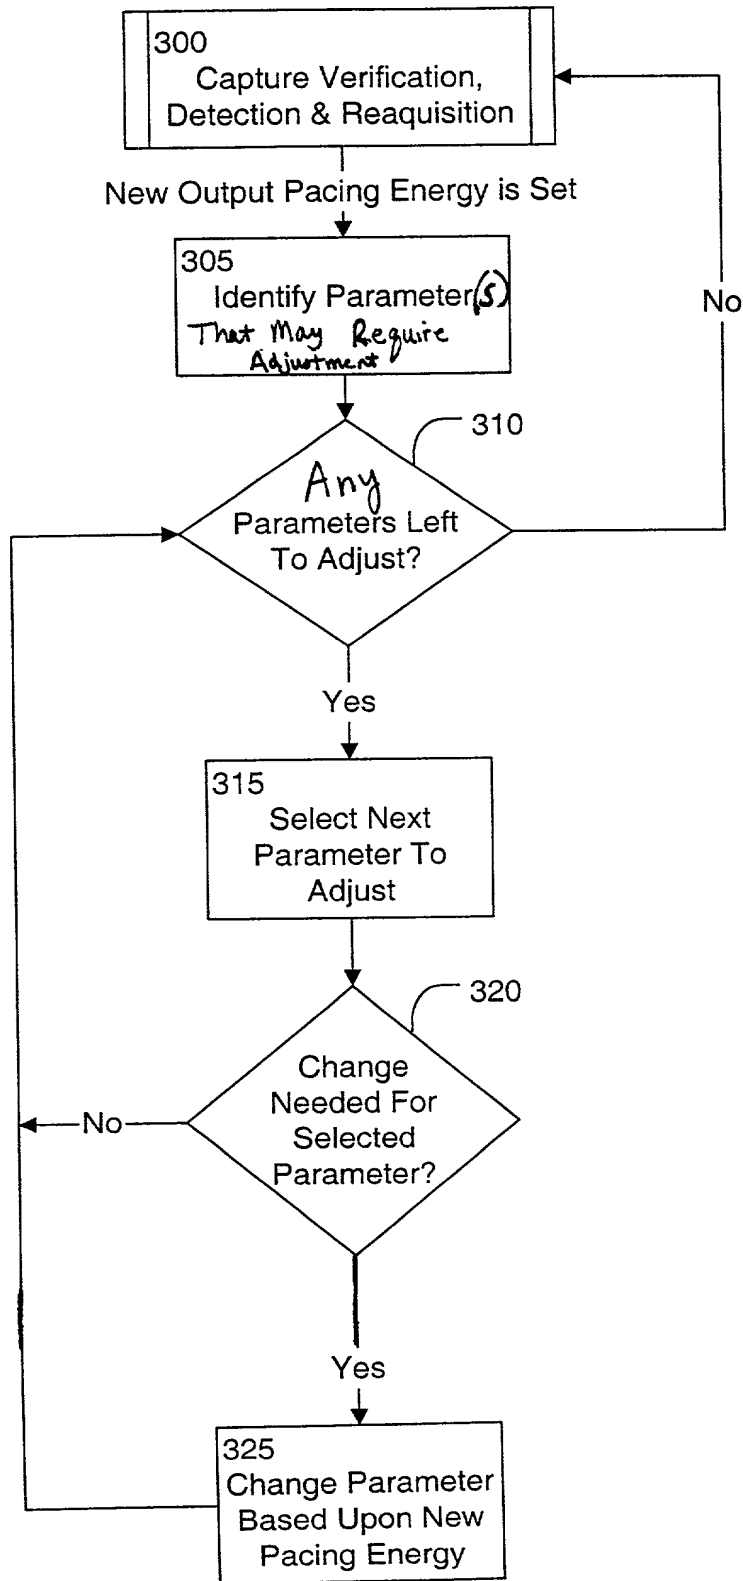 300
Capture Verification,
Detection & Reaquisition
New Output Pacing Energy is Set
305
Identify Parameter(s)
That May Require
Adjustment
No
310
Any
Parameters Left
To Adjust?
Yes
315
Select Next
Parameter To
Adjust
320
Change
Needed For
Selected
Parameter?
No
Yes
325
Change Parameter
Based Upon New
Pacing Energy